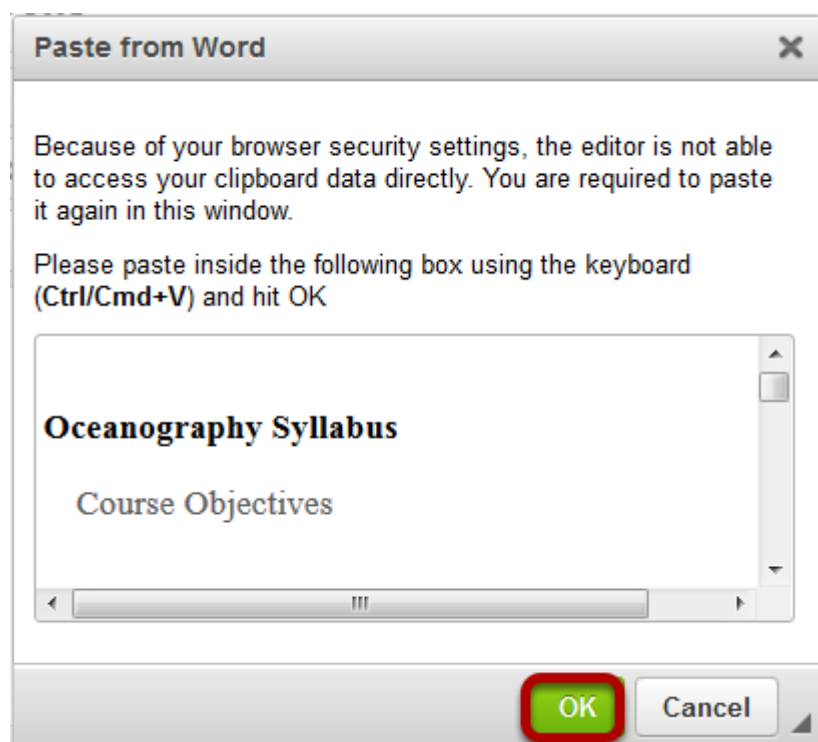 Paste from Word
Because of your browser security settings, the editor is not able
to access your clipboard data directly. You are required to paste
it again in this window.
Please paste inside the following box using the keyboard
(Ctrl/Cmd+V) and hit OK
Oceanography Syllabus
Course Objectives
OK
Cancel